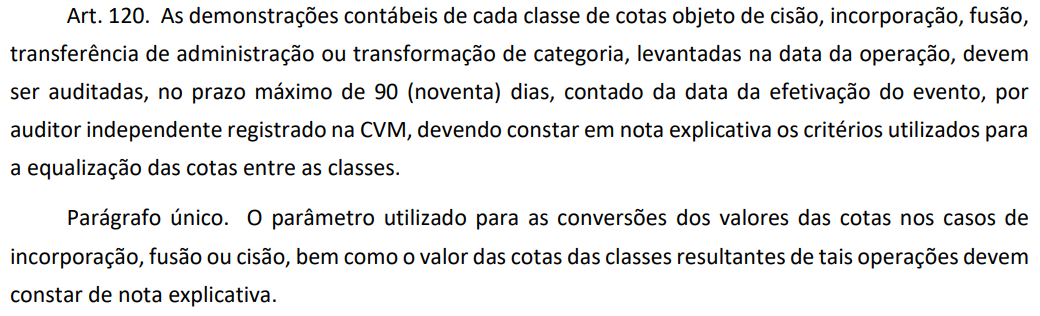 Art. 120. As demonstrações contábeis de cada classe de cotas objeto de cisão, incorporação, fusão,
transferência de administração ou transformação de categoria, levantadas na data da operação, devem
ser auditadas, no prazo máximo de 90 (noventa) dias, contado da data da efetivação do evento, por
auditor independente registrado na CVM, devendo constar em nota explicativa os critérios utilizados para
a equalização das cotas entre as classes.
Parágrafo único. O parâmetro utilizado para as conversões dos valores das cotas nos casos de
incorporação, fusão ou cisão, bem como o valor das cotas das classes resultantes de tais operações devem
constar de nota explicativa.